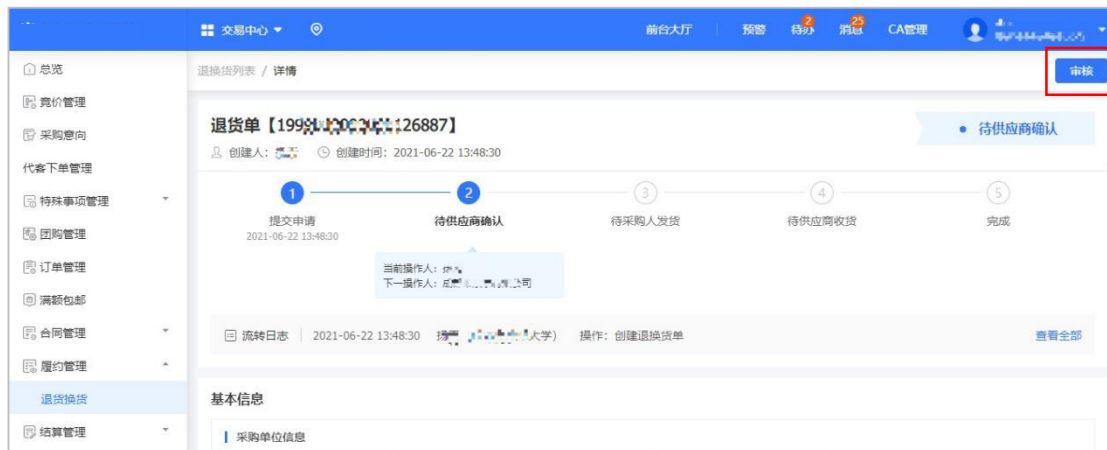 交易中心
前台大厅 预警 待办 2 消息 25 CA管理
总览
退换货列表 / 详情
审核
竞价管理
采购意向
代客下单管理
特殊事项管理
团购管理
订单管理
满额包邮
合同管理
履约管理
退货换货
结算管理
退货单【199 126887】
待供应商确认
创建人: 创建时间: 2021-06-22 13:48:30
1 2 3 4 5
提交申请 待供应商确认 待采购人发货 待供应商收货 完成
2021-06-22 13:48:30
当前操作人:
下一操作人: 公司
流转日志 2021-06-22 13:48:30 大学) 操作: 创建退换货单 查看全部
基本信息
采购单位信息